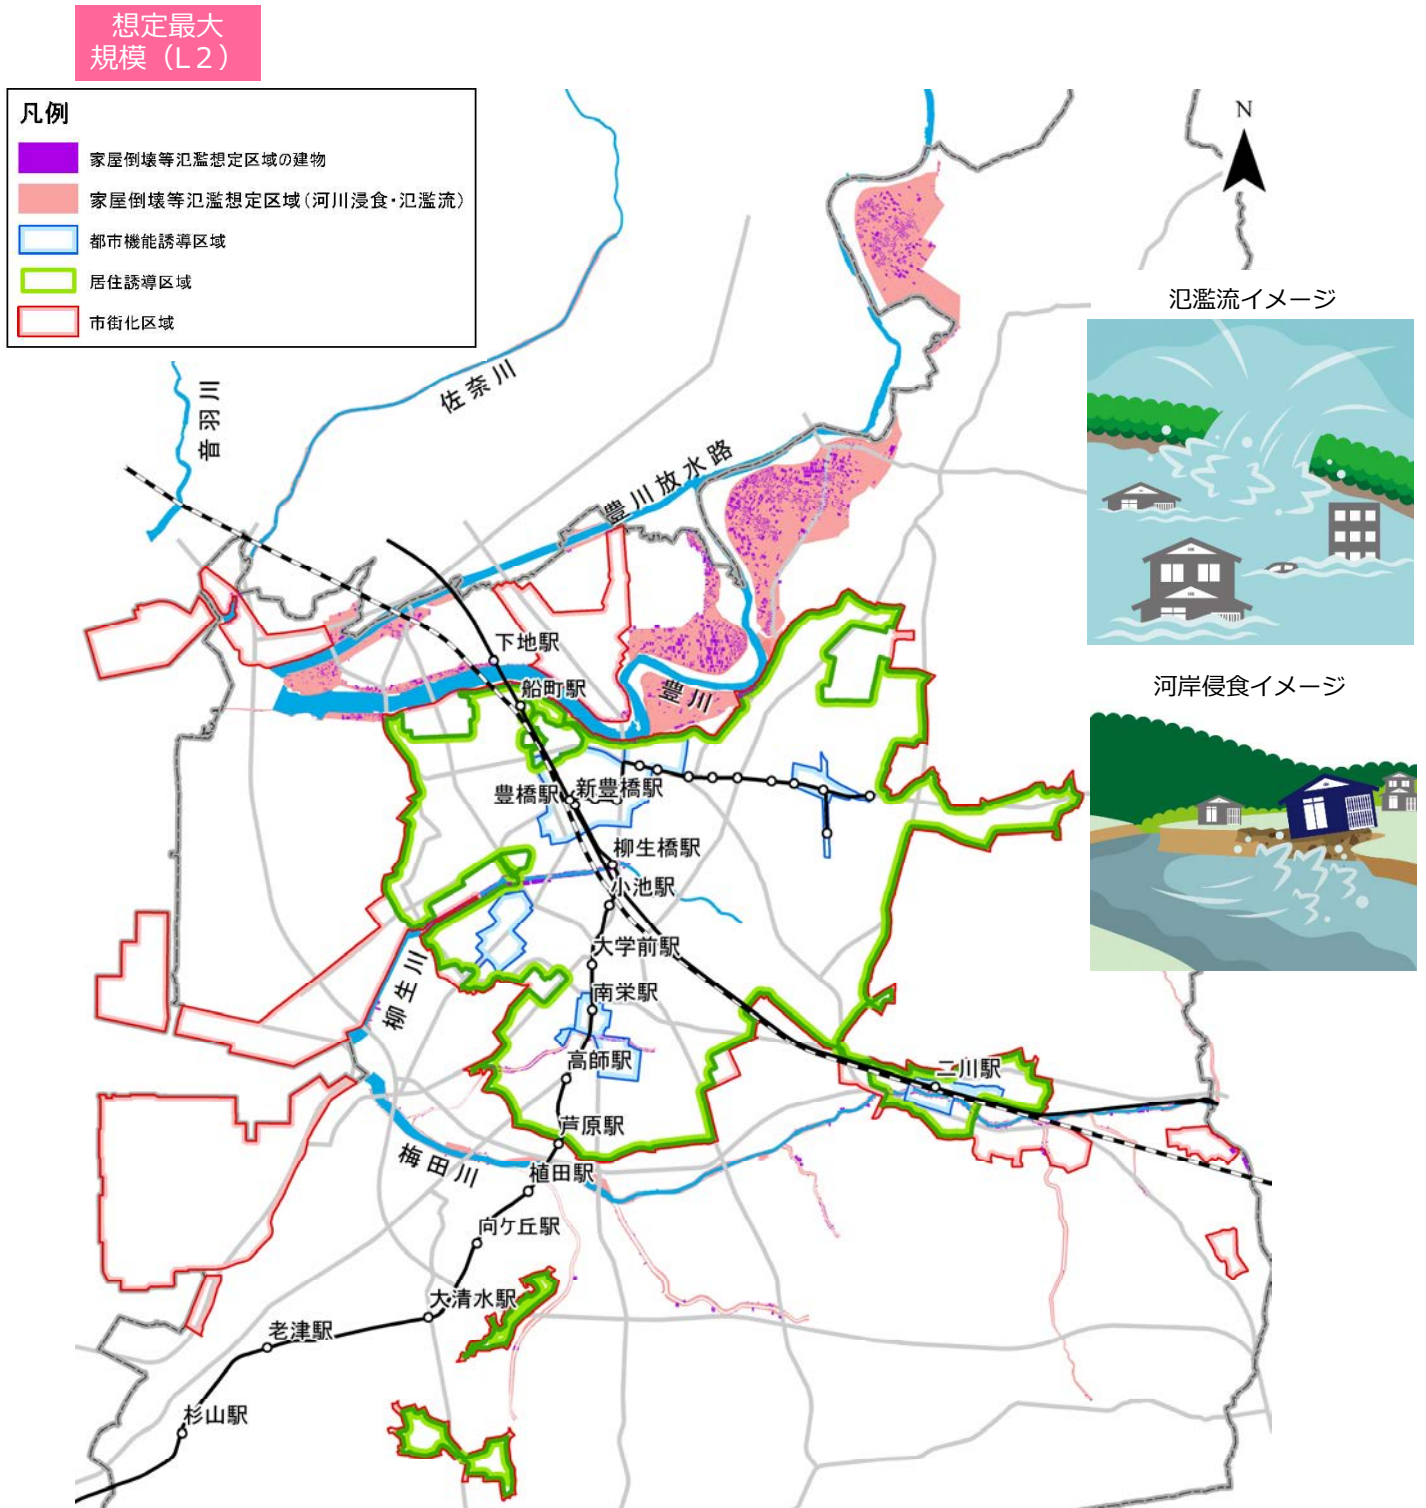 想定最大
規模（L２）
凡例
家屋倒壊等氾濫想定区域の建物
家屋倒壊等氾濫想定区域(河川浸食・氾濫流)
都市機能誘導区域
居住誘導区域
市街化区域
N
氾濫流イメージ
河岸侵食イメージ
音羽川
佐奈川
豊川放水路
下地駅
船町駅
豊川
豊橋駅
新豊橋駅
柳生橋駅
小池駅
大学前駅
南栄駅
柳生川
高師駅
二川駅
芦原駅
梅田川
植田駅
向ケ丘駅
大清水駅
老津駅
杉山駅